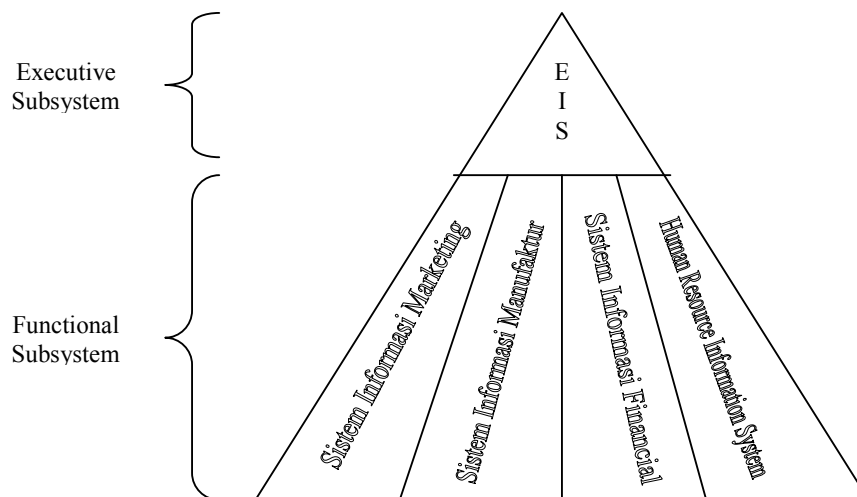 Executive
Subsystem
E
I
S
Functional
Subsystem
Sistem Informasi Marketing
Sistem Informasi Manufaktur
Sistem Informasi Financial
Human Resource Information System